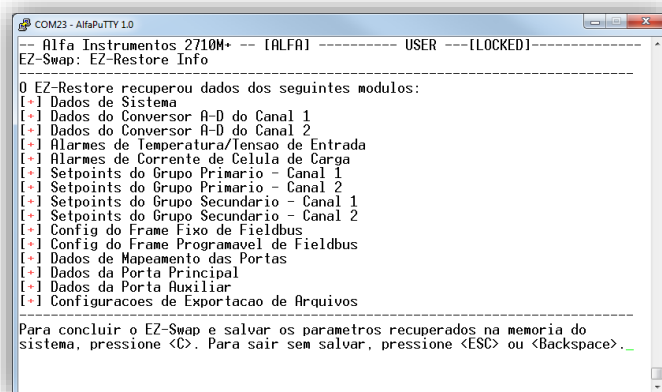 COM23 - AlfaPuTTY 1.0
-- Alfa Instrumentos 2710M+ -- [ALFA] ---------- USER ---[LOCKED]--------------
EZ-Swap: EZ-Restore Info
--------------------------------------------------------------------------------
O EZ-Restore recuperou dados dos seguintes modulos:
[+] Dados de Sistema
[+] Dados do Conversor A-D do Canal 1
[+] Dados do Conversor A-D do Canal 2
[+] Alarmes de Temperatura/Tensao de Entrada
[+] Alarmes de Corrente de Celula de Carga
[+] Setpoints do Grupo Primario - Canal 1
[+] Setpoints do Grupo Primario - Canal 2
[+] Setpoints do Grupo Secundario - Canal 1
[+] Setpoints do Grupo Secundario - Canal 2
[+] Config do Frame Fixo de Fieldbus
[+] Config do Frame Programavel de Fieldbus
[+] Dados de Mapeamento das Portas
[+] Dados da Porta Principal
[+] Dados da Porta Auxiliar
[+] Configuracoes de Exportacao de Arquivos
--------------------------------------------------------------------------------
Para concluir o EZ-Swap e salvar os parametros recuperados na memoria do
sistema, pressione <C>. Para sair sem salvar, pressione <ESC> ou <Backspace>._